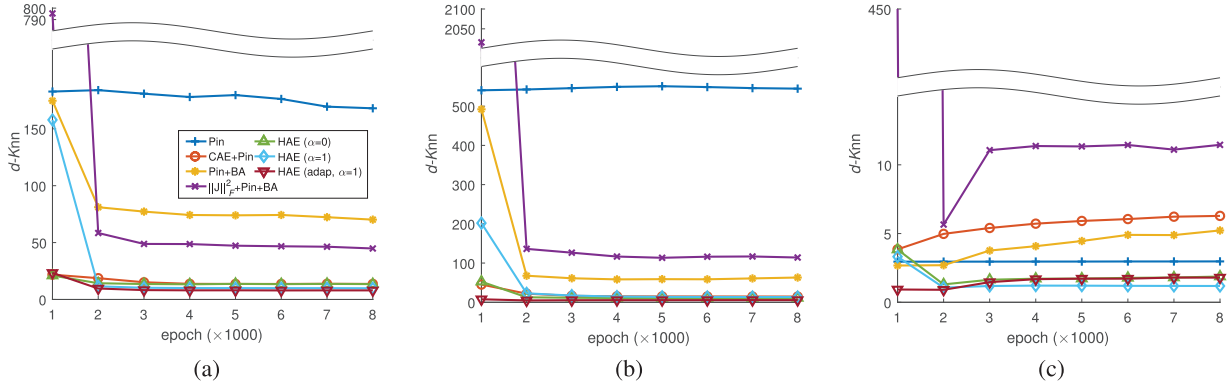 800
790
150
100
50
0
d-Knn
Pin
CAE+Pin
Pin+BA
||J||²_F+Pin+BA
HAE (α=0)
HAE (α=1)
HAE (adap, α=1)
1 2 3 4 5 6 7 8
epoch (×1000)
(a)
2100
2050
500
400
300
200
100
0
d-Knn
1 2 3 4 5 6 7 8
epoch (×1000)
(b)
450
10
5
0
d-Knn
1 2 3 4 5 6 7 8
epoch (×1000)
(c)